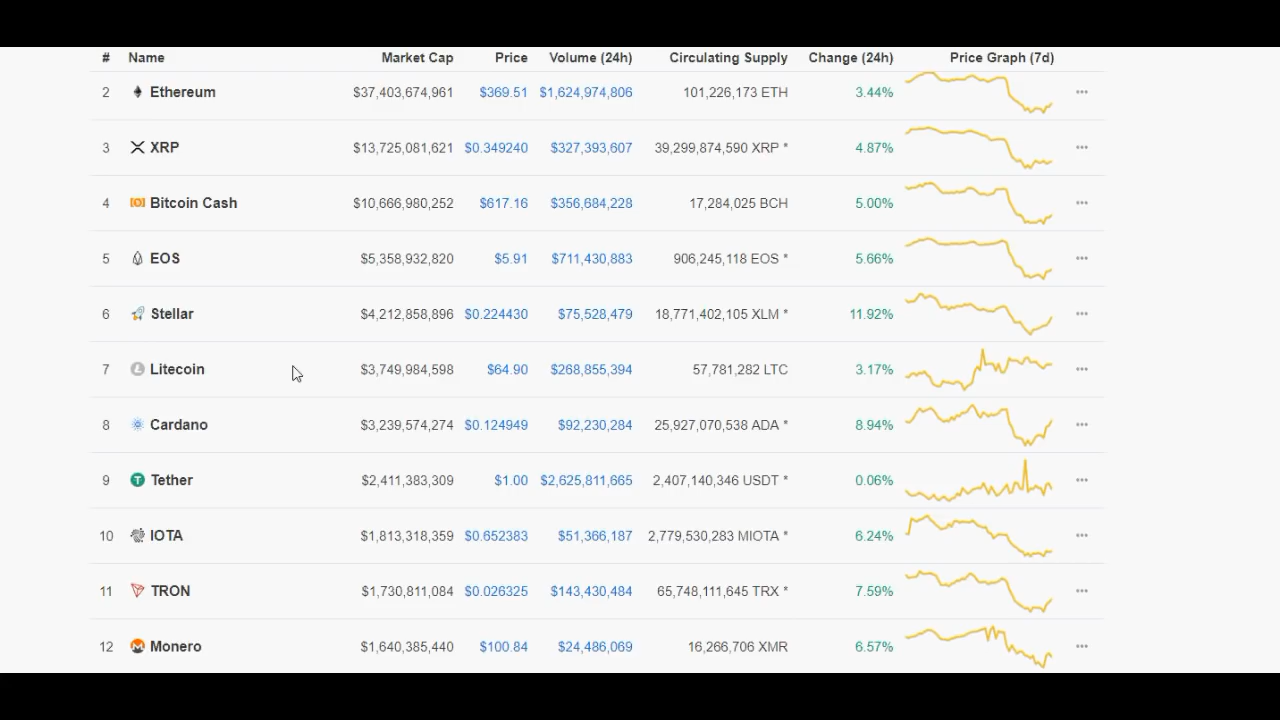 # Name Market Cap Price Volume (24h) Circulating Supply Change (24h) Price Graph (7d)
2 Ethereum $37,403,674,961 $369.51 $1,624,974,806 101,226,173 ETH 3.44% •••
3 XRP $13,725,081,621 $0.349240 $327,393,607 39,299,874,590 XRP * 4.87% •••
4 Bitcoin Cash $10,666,980,252 $617.16 $356,684,228 17,284,025 BCH 5.00% •••
5 EOS $5,358,932,820 $5.91 $711,430,883 906,245,118 EOS * 5.66% •••
6 Stellar $4,212,858,896 $0.224430 $75,528,479 18,771,402,105 XLM * 11.92% •••
7 Litecoin $3,749,984,598 $64.90 $268,855,394 57,781,282 LTC 3.17% •••
8 Cardano $3,239,574,274 $0.124949 $92,230,284 25,927,070,538 ADA * 8.94% •••
9 Tether $2,411,383,309 $1.00 $2,625,811,665 2,407,140,346 USDT * 0.06% •••
10 IOTA $1,813,318,359 $0.652383 $51,366,187 2,779,530,283 MIOTA * 6.24% •••
11 TRON $1,730,811,084 $0.026325 $143,430,484 65,748,111,645 TRX * 7.59% •••
12 Monero $1,640,385,440 $100.84 $24,486,069 16,266,706 XMR 6.57% •••